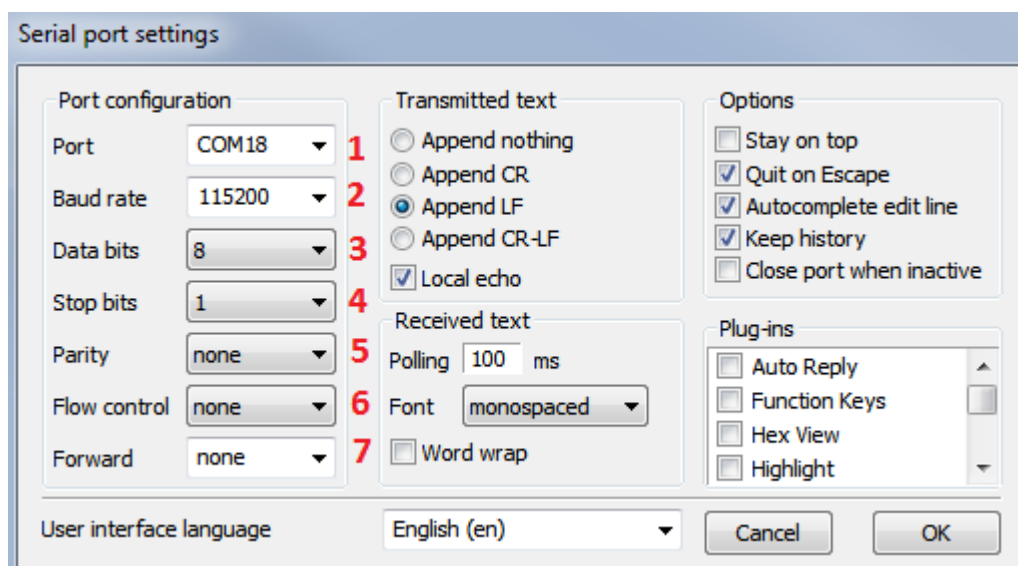 Serial port settings
Port configuration
Port COM18 1
Baud rate 115200 2
Data bits 8 3
Stop bits 1 4
Parity none 5
Flow control none 6
Forward none 7
Transmitted text
Append nothing
Append CR
Append LF
Append CR-LF
Local echo
Received text
Polling 100 ms
Font monospaced
Word wrap
Options
Stay on top
Quit on Escape
Autocomplete edit line
Keep history
Close port when inactive
Plug-ins
Auto Reply
Function Keys
Hex View
Highlight
User interface language English (en) Cancel OK